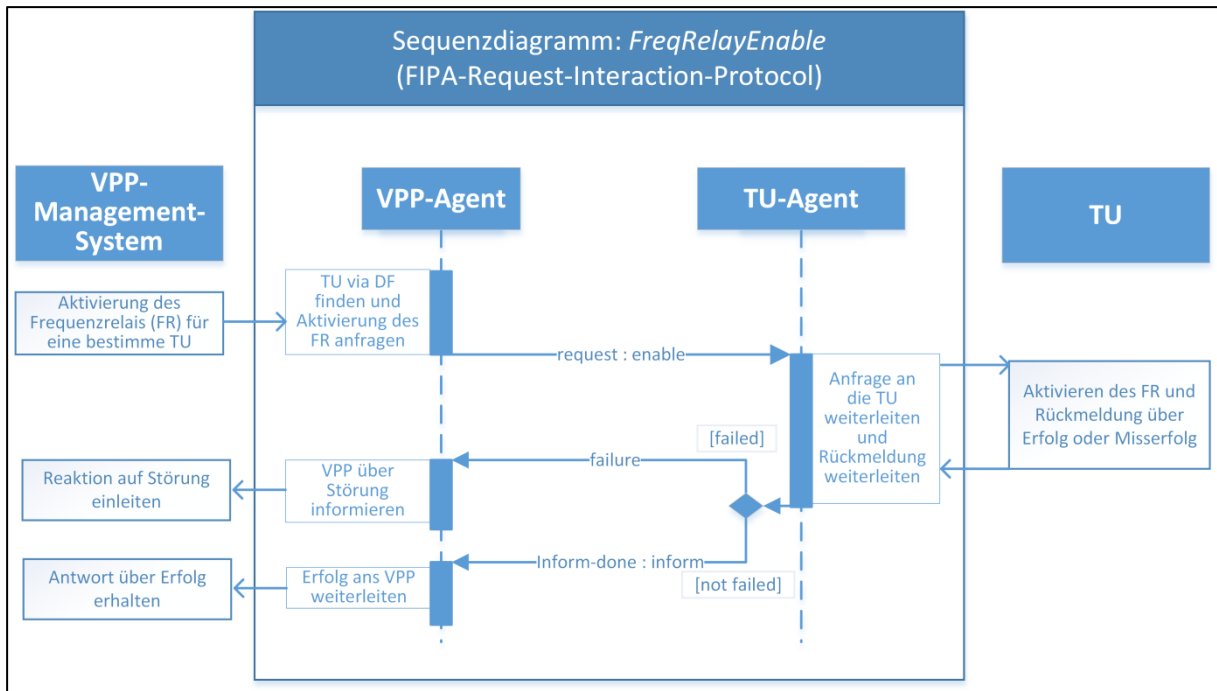 Sequenzdiagramm: FreqRelayEnable
(FIPA-Request-Interaction-Protocol)
VPP-
Management-
System
VPP-Agent
TU-Agent
TU
Aktivierung des
Frequenzrelais (FR) für
eine bestimme TU
TU via DF
finden und
Aktivierung des
FR anfragen
request : enable
Anfrage an
die TU
weiterleiten
und
Rückmeldung
weiterleiten
Aktivieren des FR und
Rückmeldung über
Erfolg oder Misserfolg
[failed]
failure
VPP über
Störung
informieren
Reaktion auf Störung
einleiten
Inform-done : inform
[not failed]
Erfolg ans VPP
weiterleiten
Antwort über Erfolg
erhalten